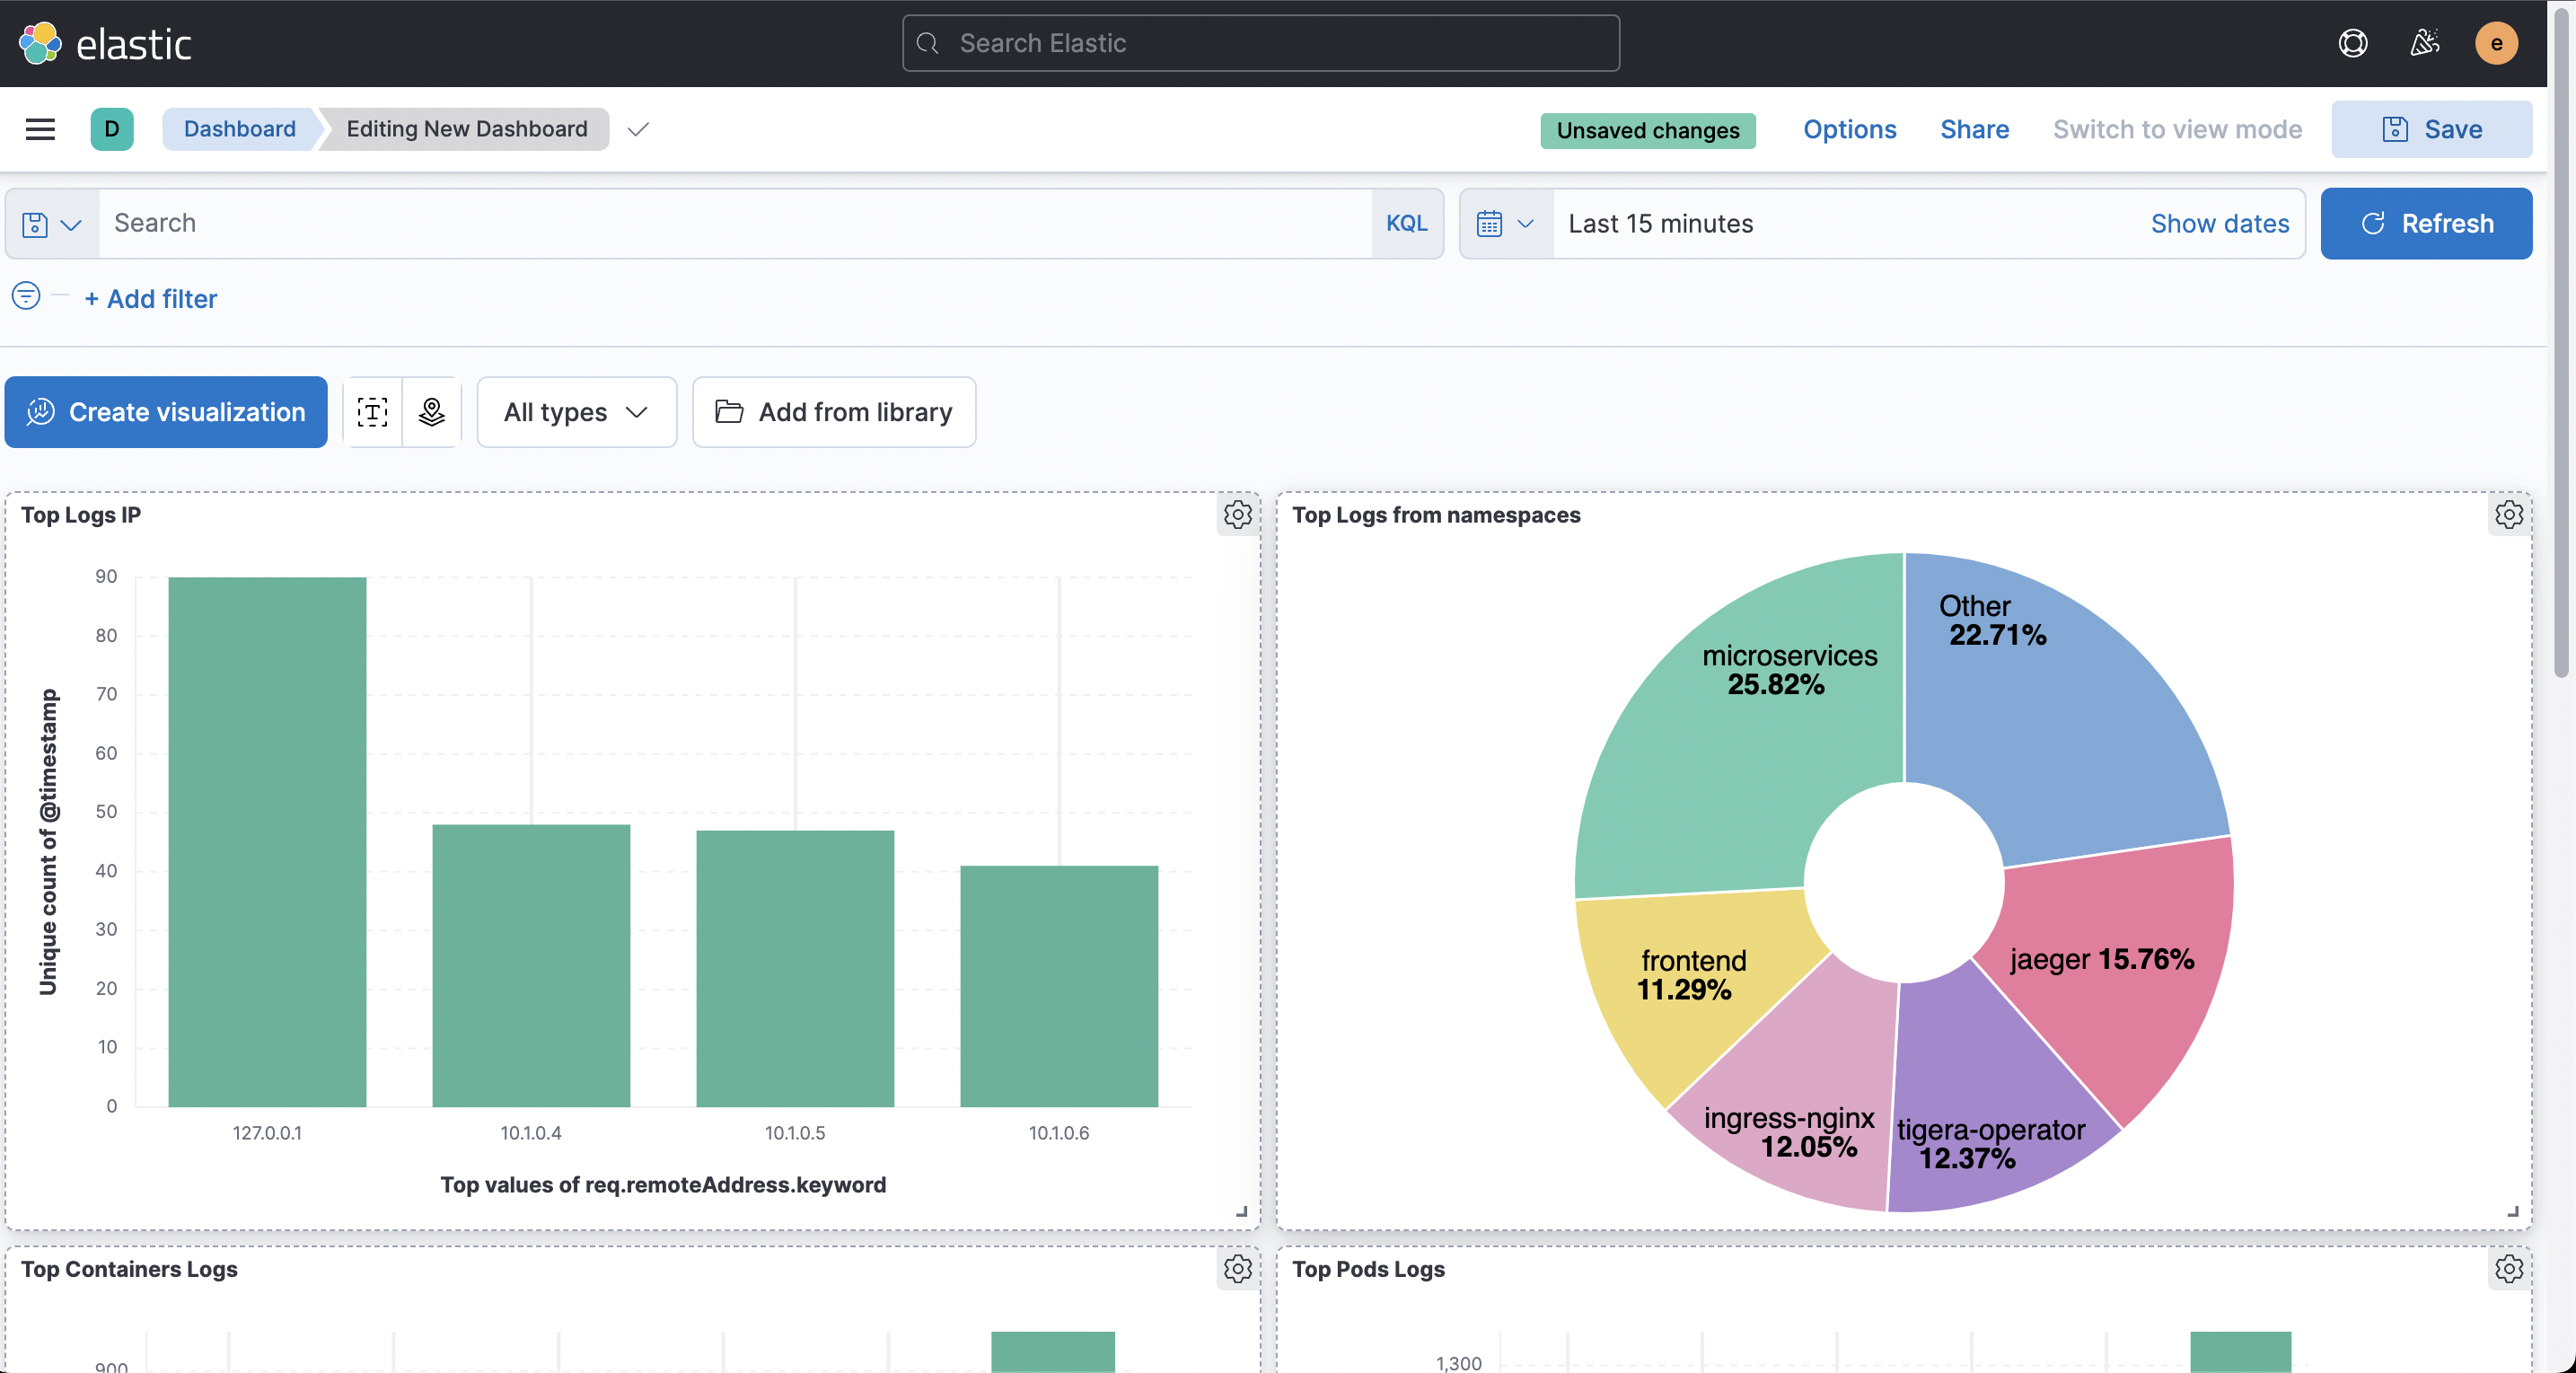 elastic
Search Elastic
e
D
Dashboard
Editing New Dashboard
Unsaved changes
Options
Share
Switch to view mode
Save
Search
KQL
Last 15 minutes
Show dates
Refresh
+ Add filter
Create visualization
All types
Add from library
Top Logs IP
90
80
70
60
50
40
30
20
10
0
Unique count of @timestamp
127.0.0.1
10.1.0.4
10.1.0.5
10.1.0.6
Top values of req.remoteAddress.keyword
Top Logs from namespaces
Other
22.71%
microservices
25.82%
jaeger 15.76%
frontend
11.29%
ingress-nginx
12.05%
tigera-operator
12.37%
Top Containers Logs
900
Top Pods Logs
1,300